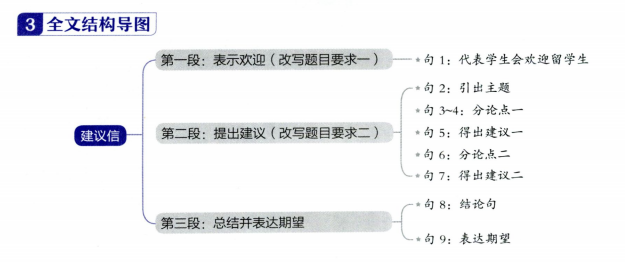 3 全文结构导图
第一段：表示欢迎（改写题目要求一）
*句 1：代表学生会欢迎留学生
*句 2：引出主题
*句 3~4：分论点一
建议信
第二段：提出建议（改写题目要求二）
*句 5：得出建议一
*句 6：分论点二
*句 7：得出建议二
第三段：总结并表达期望
*句 8：结论句
*句 9：表达期望